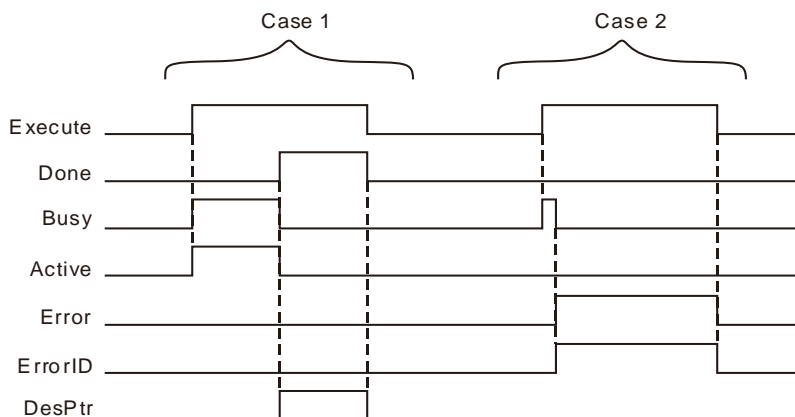 Case 1
Case 2
Execute
Done
Busy
Active
Error
ErrorID
DesPtr